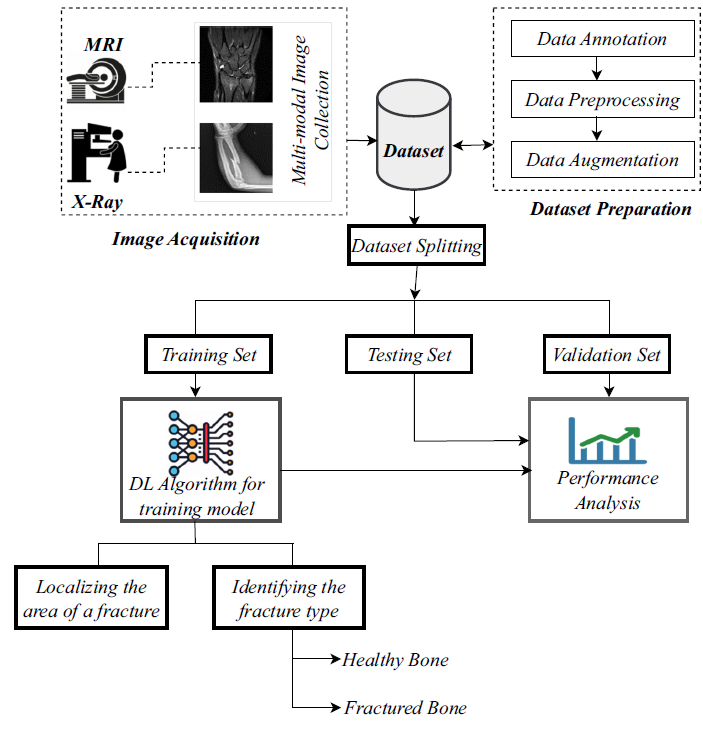 MRI
X-Ray
Multi-modal Image
Collection
Image Acquisition
Dataset
Data Annotation
Data Preprocessing
Data Augmentation
Dataset Preparation
Dataset Splitting
Training Set
Testing Set
Validation Set
DL Algorithm for
training model
Performance
Analysis
Localizing the
area of a fracture
Identifying the
fracture type
Healthy Bone
Fractured Bone